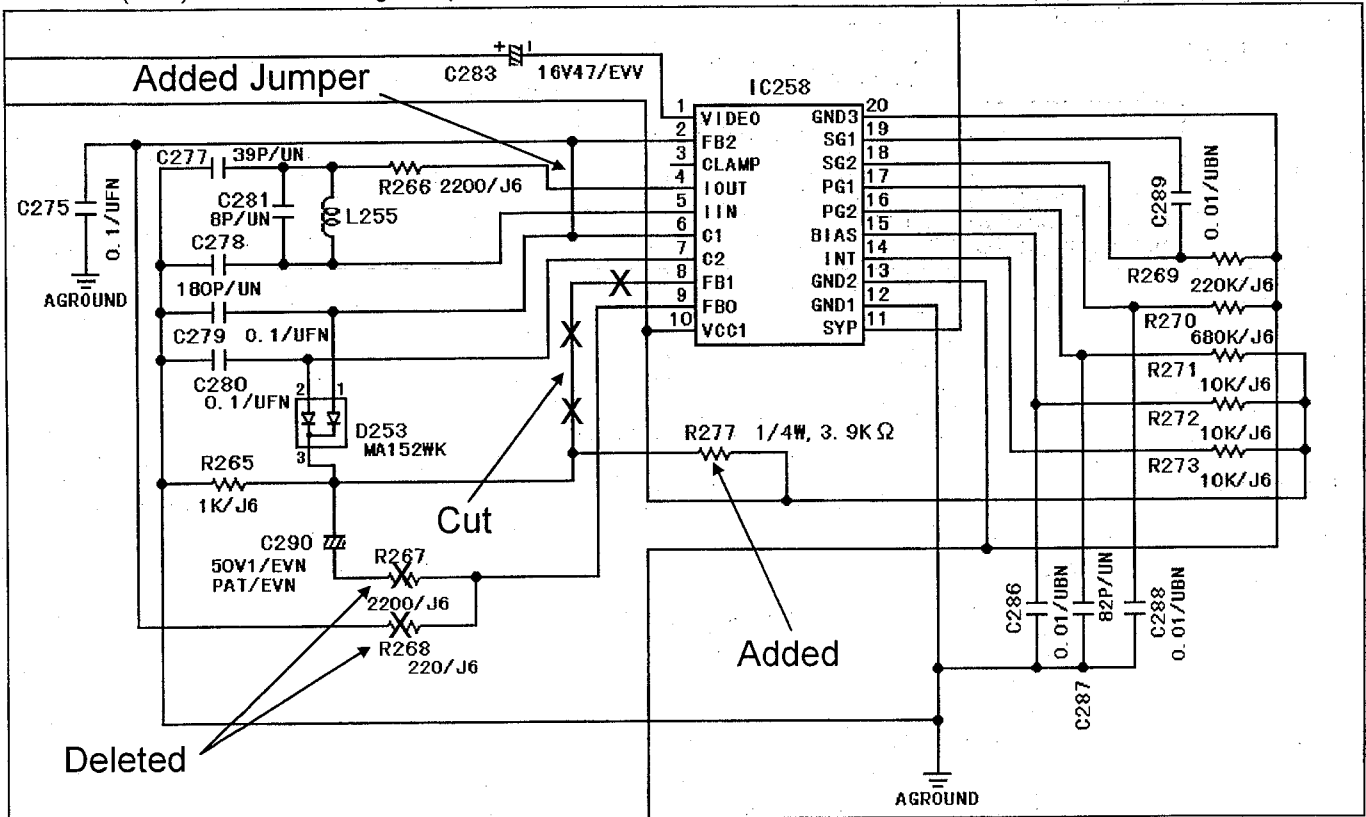 C283
+
1
16V47/EVV
Added Jumper
IC258
1
VIDEO
GND3
20
2
FB2
SG1
19
3
CLAMP
SG2
18
4
IOUT
PG1
17
5
IIN
PG2
16
6
C1
BIAS
15
7
C2
INT
14
8
FB1
GND2
13
9
FB0
GND1
12
10
VCC1
SYP
11
C277
39P/UN
R266 2200/J6
C275
0.1/UFN
C281
8P/UN
L255
C278
180P/UN
AGROUND
C279
0.1/UFN
C280
0.1/UFN
2
1
3
D253
MA152WK
R265
1K/J6
Cut
C290
50V1/EVN
PAT/EVN
R267
2200/J6
R268
220/J6
Deleted
R277 1/4W, 3.9KΩ
Added
C289
0.01/UBN
R269
220K/J6
R270
680K/J6
R271
10K/J6
R272
10K/J6
R273
10K/J6
C286
0.01/UBN
82P/UN
C287
C288
0.01/UBN
AGROUND